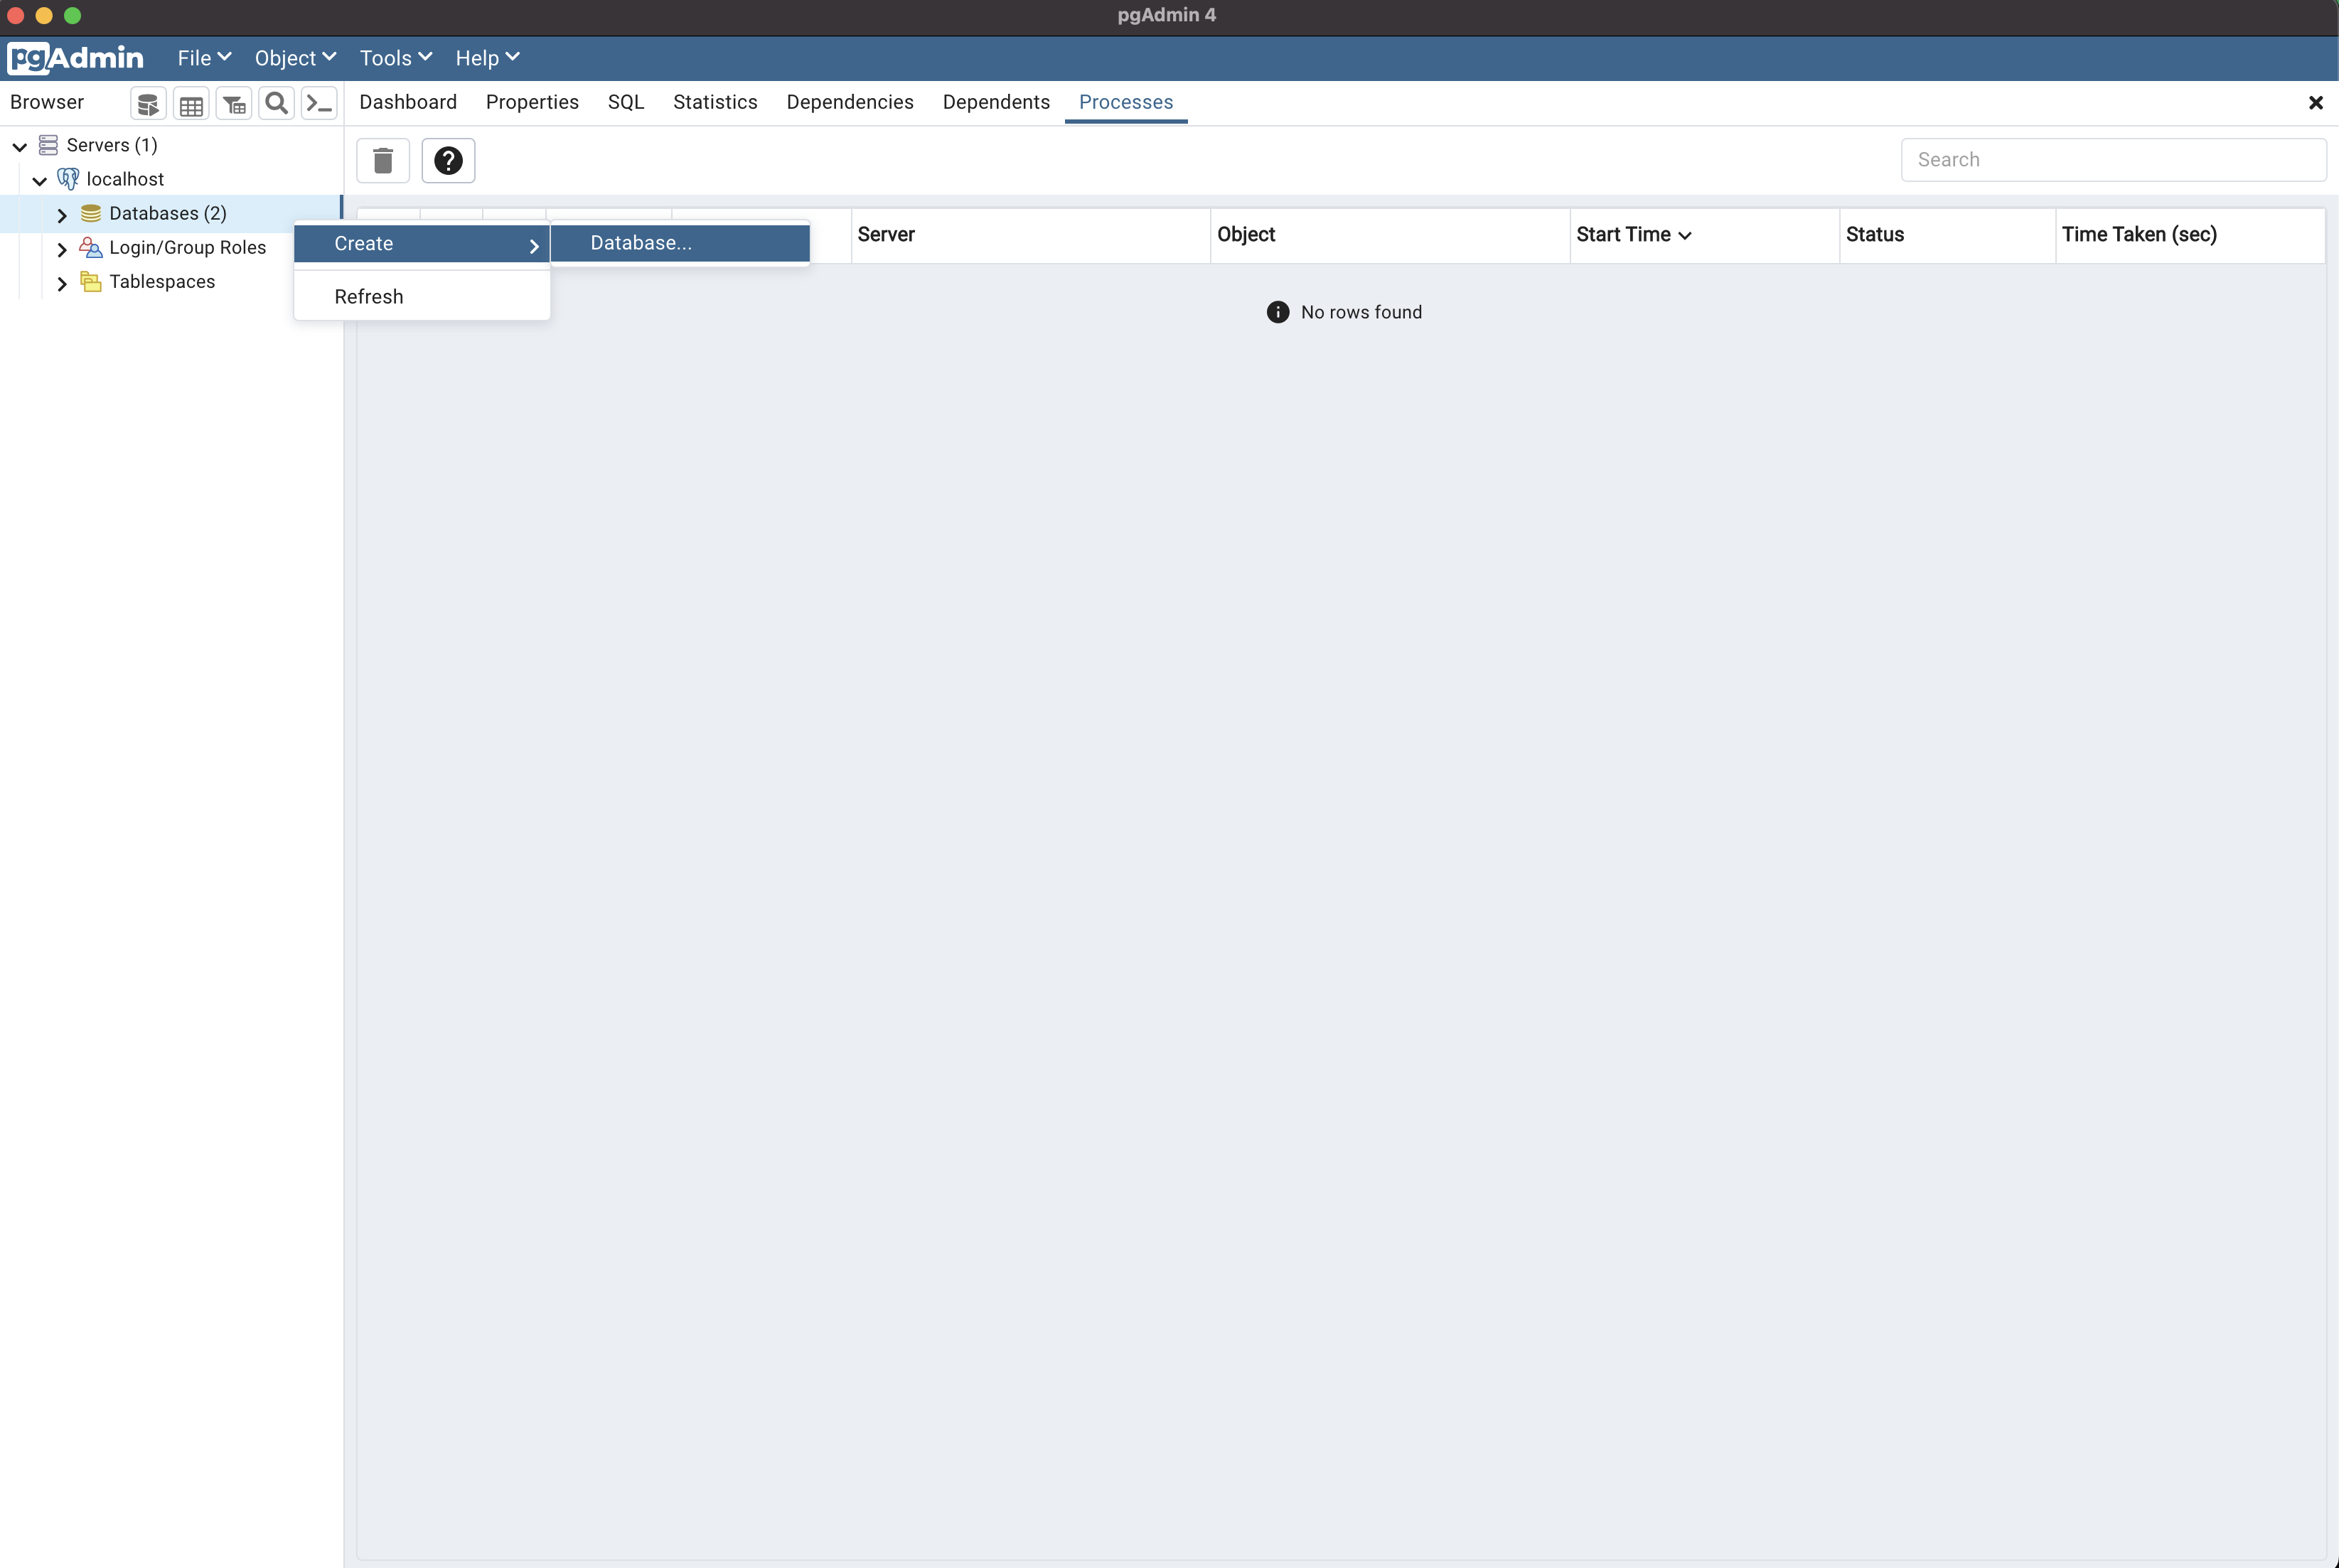 pgAdmin 4
pgAdmin File Object Tools Help
Browser Dashboard Properties SQL Statistics Dependencies Dependents Processes
Servers (1)
Search
localhost
Databases (2)
Server Object Start Time Status Time Taken (sec)
Create Database...
Login/Group Roles
Tablespaces
Refresh
No rows found